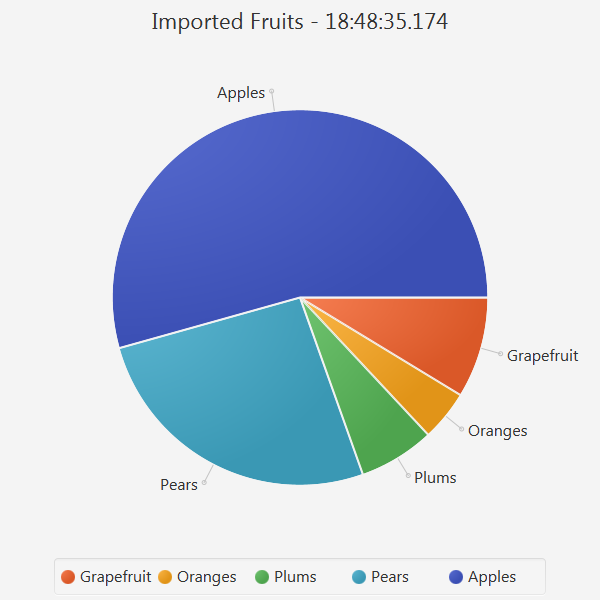 Imported Fruits - 18:48:35.174
Apples
Grapefruit
Oranges
Plums
Pears
Grapefruit Oranges Plums Pears Apples